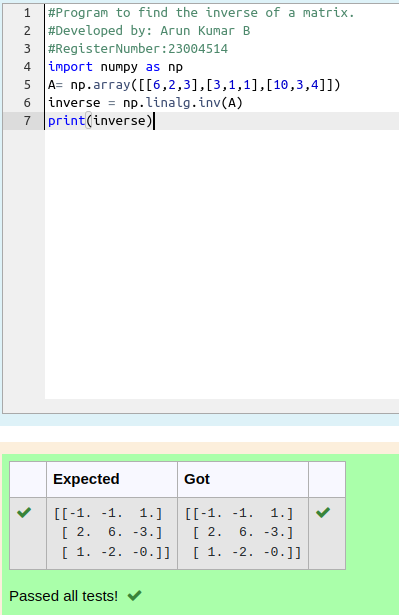 1 #Program to find the inverse of a matrix.
2 #Developed by: Arun Kumar B
3 #RegisterNumber:23004514
4 import numpy as np
5 A= np.array([[6,2,3],[3,1,1],[10,3,4]])
6 inverse = np.linalg.inv(A)
7 print(inverse)
Expected Got
[[-1. -1.  1.] [[-1. -1.  1.]
[ 2.  6. -3.] [ 2.  6. -3.]
[ 1. -2. -0.]] [ 1. -2. -0.]]
Passed all tests!